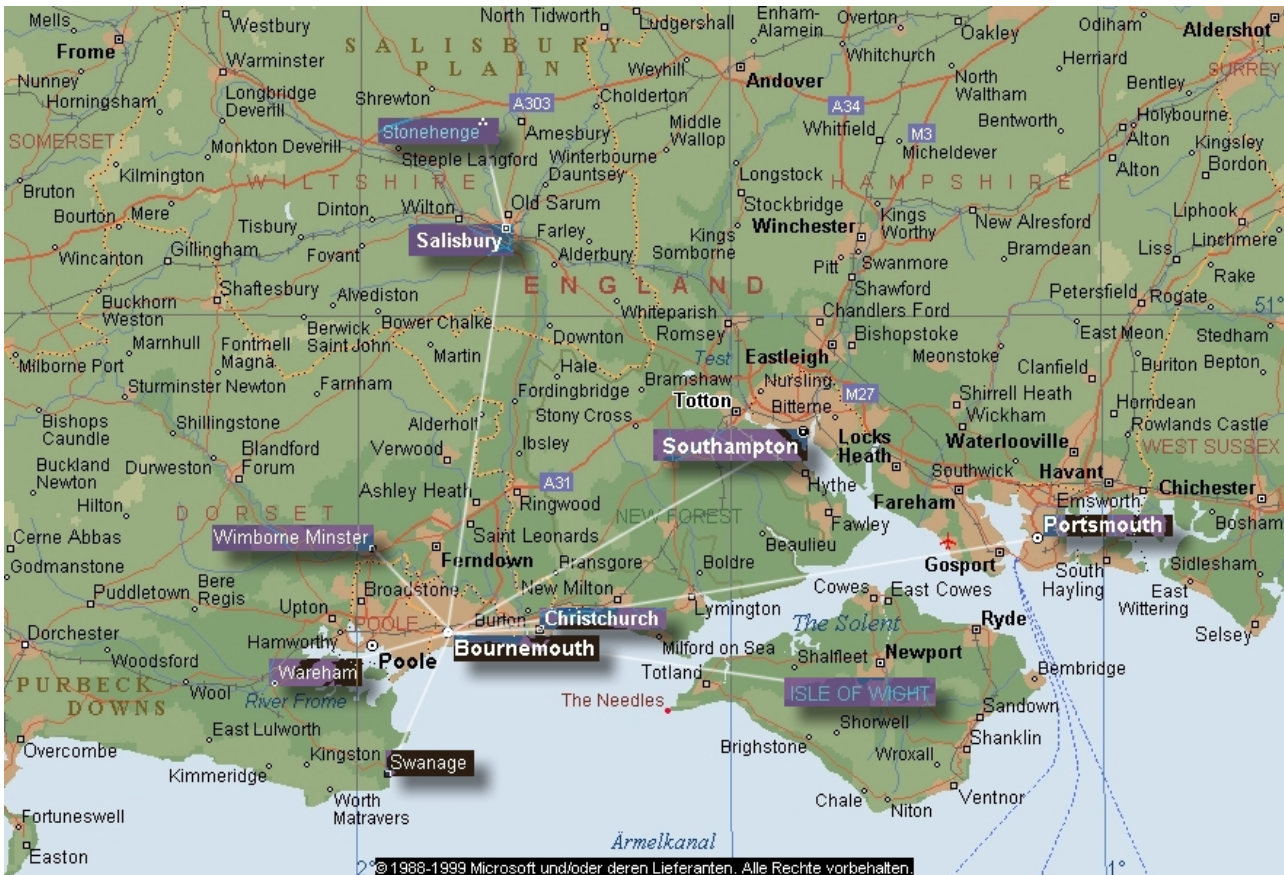 Mells
Westbury
North Tidworth
Ludgershall
Enham-
Alamein
Overton
Oakley
Odiham
Aldershot
Frome
Warminster
SALISBURY
PLAIN
Weyhill
Andover
Whitchurch
Herriard
SURREY
Nunney
Horningsham
Longbridge
Deverill
Shrewton
A303
Cholderton
A34
North
Waltham
Bentley
Holybourne
SOMERSET
Monkton Deverill
Stonehenge
Amesbury
Middle
Wallop
Whitfield
M3
Bentworth
Alton
Kingsley
Bordon
Kilmington
Steeple Langford
Winterbourne
Dauntsey
Micheldever
Alton
Bruton
WILTSHIRE
Longstock
HAMPSHIRE
Bourton
Mere
Dinton
Wilton
Old Sarum
Stockbridge
Kings
Worthy
New Alresford
Liphook
Tisbury
Salisbury
Farley
Winchester
Linchmere
Wincanton
Gillingham
Fovant
Alderbury
Kings
Somborne
Pitt
Swanmore
Bramdean
Liss
Rake
ENGLAND
Shawford
Buckhorn
Weston
Shaftesbury
Alvediston
Whiteparish
Chandlers Ford
Petersfield
Rogate
51°
Marnhull
Berwick
Saint John
Bower Chalke
Downton
Romsey
Bishopstoke
East Meon
Stedham
Milborne Port
Fontmell
Magna
Martin
Hale
Test
Eastleigh
Meonstoke
Clanfield
Buriton
Bepton
Sturminster Newton
Farnham
Fordingbridge
Bramshaw
Nursling
M27
Shirrell Heath
Horndean
Bishops
Caundle
Shillingstone
Alderholt
Stony Cross
Totton
Bitterne
Wickham
Rowlands Castle
Blandford
Forum
Verwood
Ibsley
Southampton
Locks
Heath
Waterlooville
WEST SUSSEX
Buckland
Newton
Durweston
A31
Hythe
Southwick
Havant
Chichester
Hilton
Ashley Heath
Ringwood
Fareham
Emsworth
DORSET
NEW FOREST
Fawley
Portsmouth
Bosham
Cerne Abbas
Wimborne Minster
Saint Leonards
Beaulieu
Godmanstone
Ferndown
Bransgore
Boldre
Gosport
South
Hayling
Sidlesham
Puddletown
Bere
Regis
Broadstone
New Milton
Cowes
East Cowes
East
Wittering
Upton
Burton
Christchurch
Lymington
The Solent
Ryde
Selsey
Dorchester
Hamworthy
POOLE
Bournemouth
Milford on Sea
Woodsford
Poole
Totland
Shalfleet
Newport
Bembridge
PURBECK
DOWNS
Wool
Wareham
River Frome
The Needles
ISLE OF WIGHT
Sandown
East Lulworth
Shorwell
Overcombe
Kingston
Swanage
Brighstone
Wroxall
Shanklin
Kimmeridge
Worth
Matravers
Chale
Niton
Ventnor
Fortuneswell
Easton
Ärmelkanal
2°
© 1988-1999 Microsoft und/oder deren Lieferanten. Alle Rechte vorbehalten.
1°